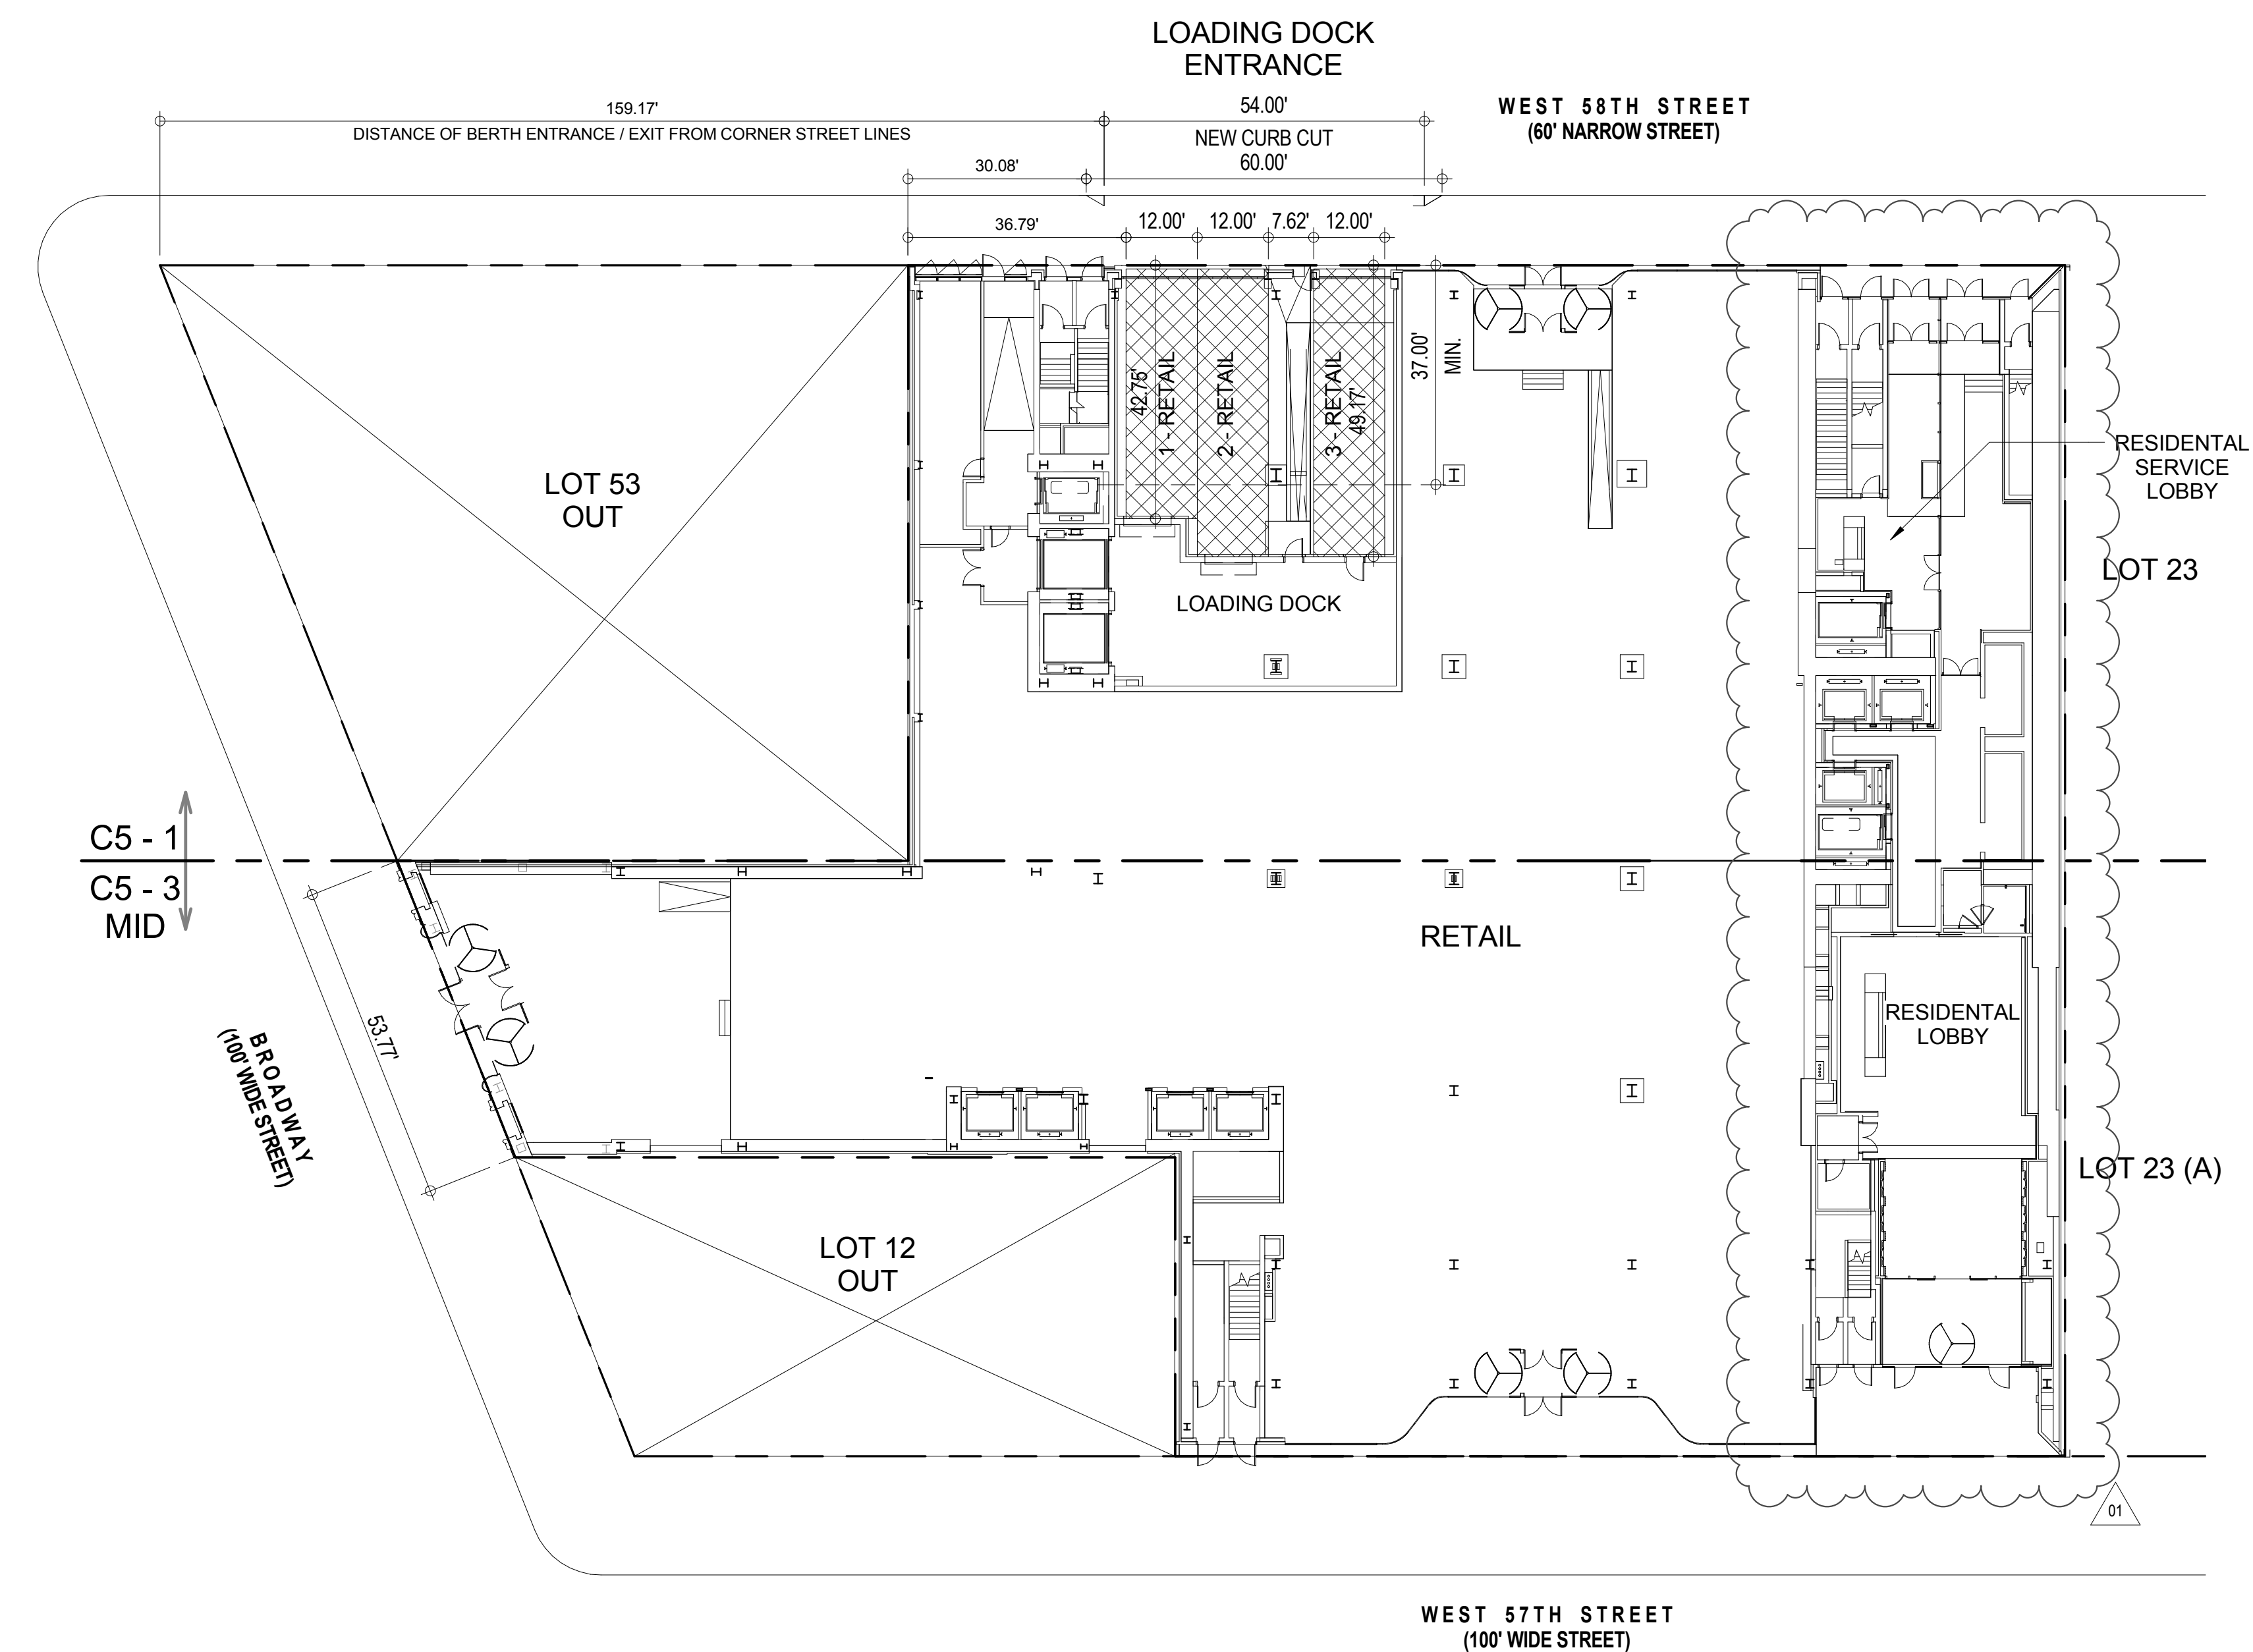 LOADING DOCK
ENTRANCE
159.17'
54.00'
WEST 58TH STREET
DISTANCE OF BERTH ENTRANCE / EXIT FROM CORNER STREET LINES
(60' NARROW STREET)
NEW CURB CUT
30.08'
60.00'
36.79'
12.00'
12.00'
7.62'
12.00'
37.00'
MIN.
42.75'
1 - RETAIL
2 - RETAIL
3 - RETAIL
49.17'
RESIDENTAL
SERVICE
LOBBY
LOT 53
OUT
LOT 23
LOADING DOCK
C5 - 1
C5 - 3
MID
RETAIL
RESIDENTAL
LOBBY
53.77'
BROADWAY
(100' WIDE STREET)
LOT 23 (A)
LOT 12
OUT
01
WEST 57TH STREET
(100' WIDE STREET)